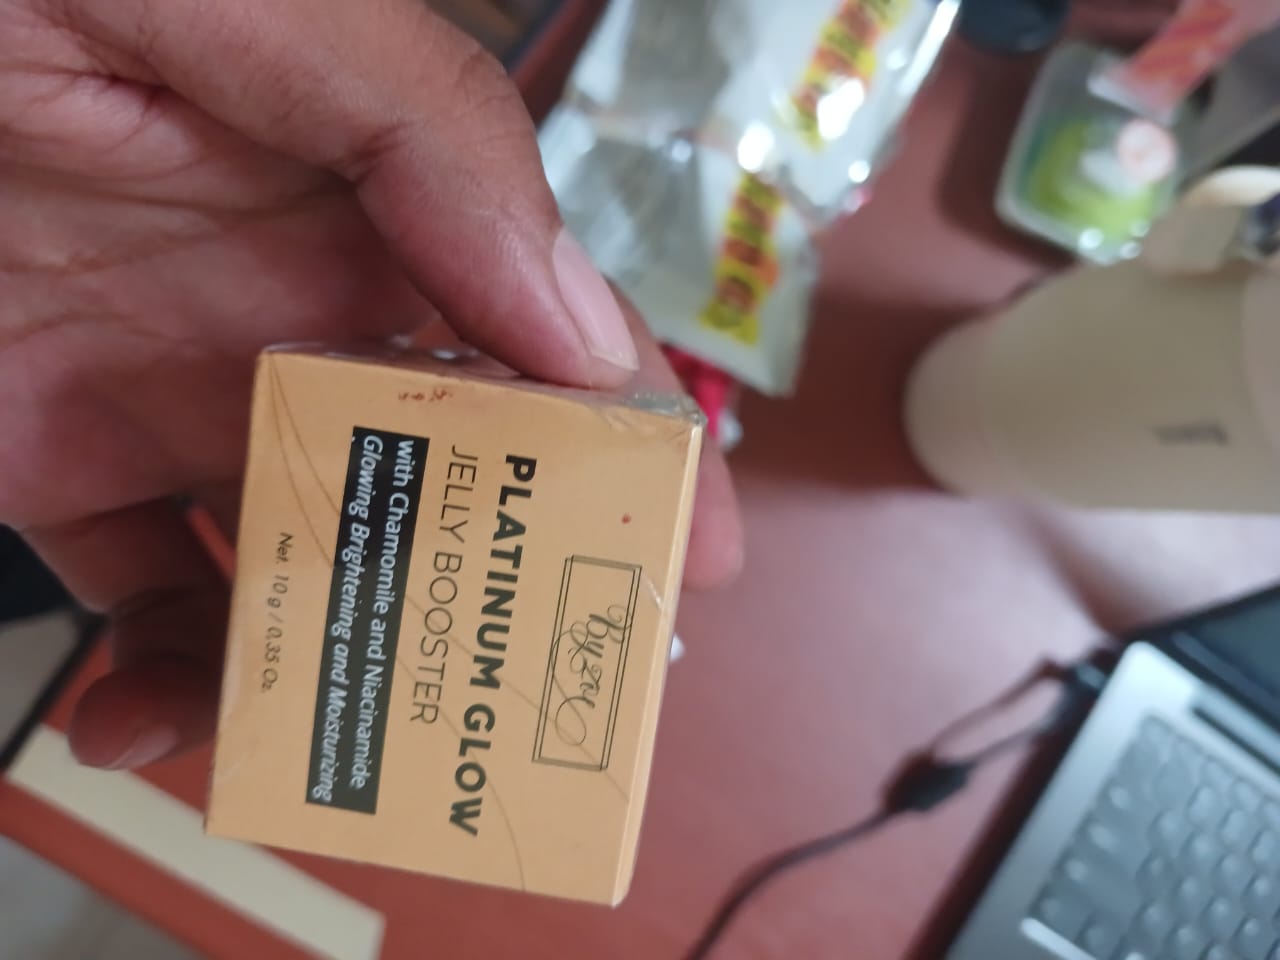 By zoe
PLATINUM GLOW
JELLY BOOSTER
with Chamomile and Niacinamide
Glowing Brightening and Moisturizing
Net. 10 g / 0.35 Oz.